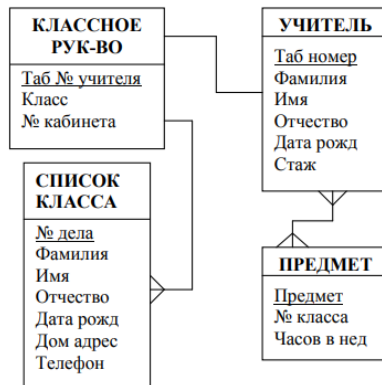 КЛАССНОЕ
РУК-ВО
Таб № учителя
Класс
№ кабинета
УЧИТЕЛЬ
Таб номер
Фамилия
Имя
Отчество
Дата рожд
Стаж
СПИСОК
КЛАССА
№ дела
Фамилия
Имя
Отчество
Дата рожд
Дом адрес
Телефон
ПРЕДМЕТ
Предмет
№ класса
Часов в нед